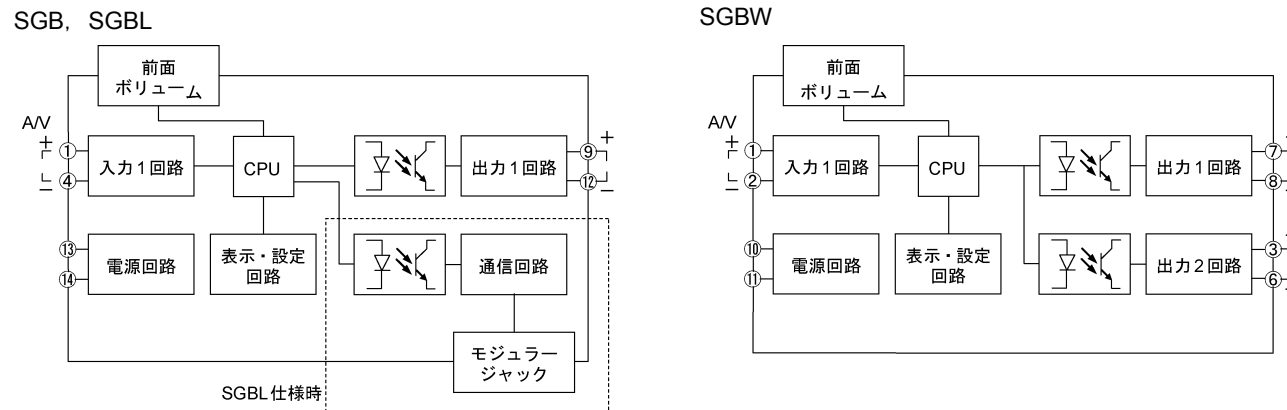 SGB, SGBL
前面
ボリューム
A/V
+
①
④
−
入力1回路
CPU
出力1回路
+
⑨
⑫
−
⑬
⑭
電源回路
表示・設定
回路
通信回路
モジュラー
ジャック
SGBL仕様時
SGBW
前面
ボリューム
A/V
+
①
②
−
入力1回路
CPU
出力1回路
⑦
⑧
⑩
⑪
電源回路
表示・設定
回路
出力2回路
③
⑥